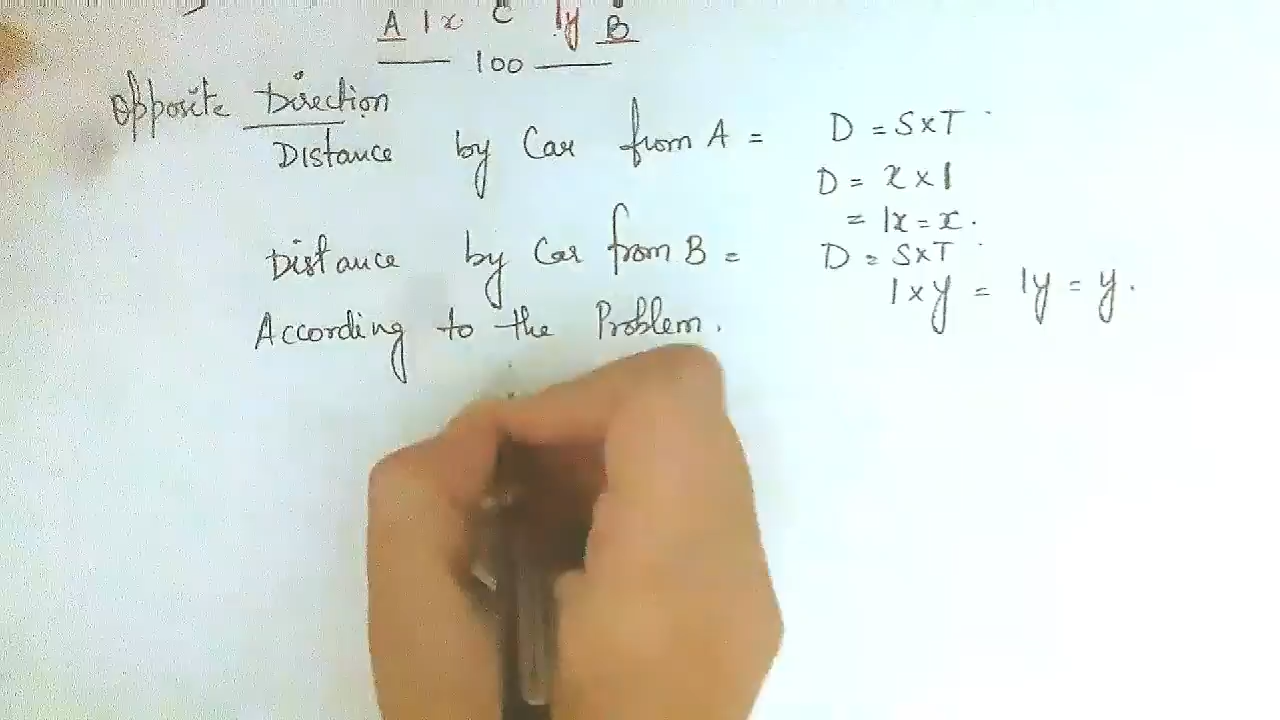 A 1x C 1y B
100
Opposite Direction
Distance by Car from A = D = S×T
D = x × 1
= 1x = x.
Distance by Car from B = D = S×T
1 × y = 1y = y.
According to the Problem.